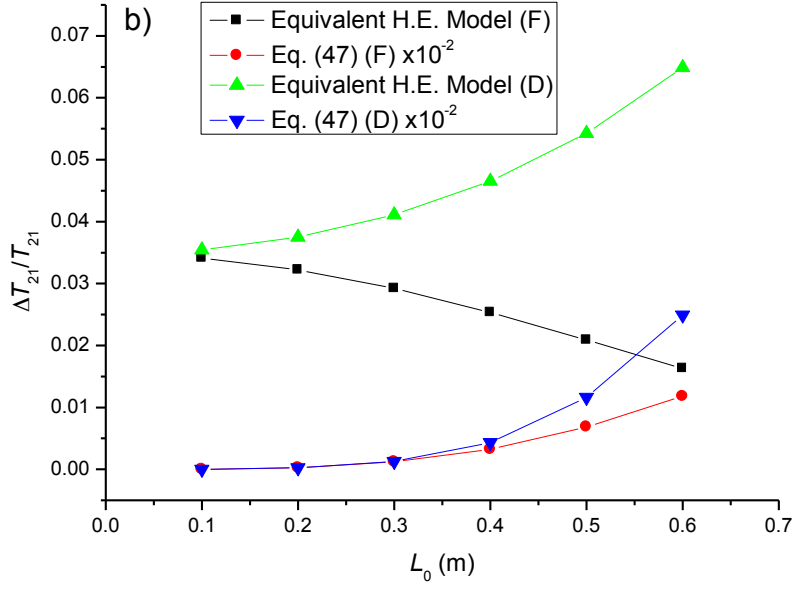 b)
Equivalent H.E. Model (F)
Eq. (47) (F) x10-2
Equivalent H.E. Model (D)
Eq. (47) (D) x10-2
0.07
0.06
0.05
0.04
0.03
0.02
0.01
0.00
ΔT21/T21
0.0 0.1 0.2 0.3 0.4 0.5 0.6 0.7
L0 (m)